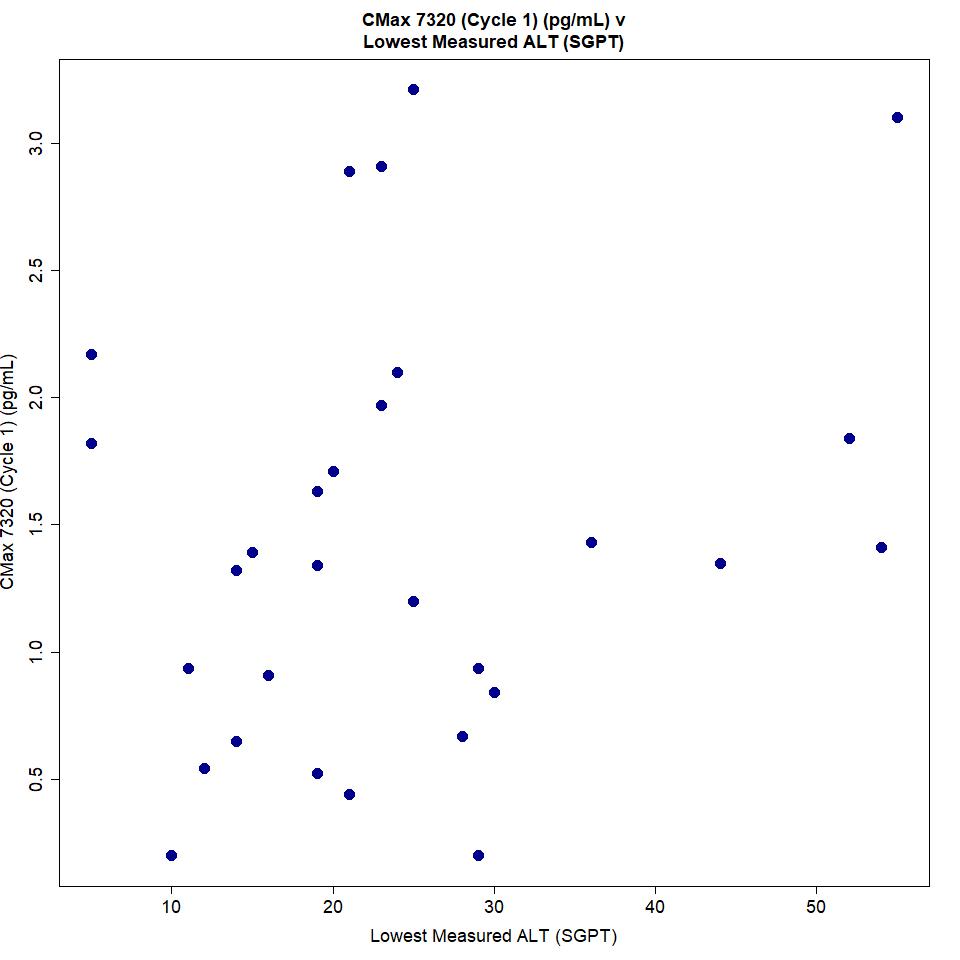 CMax 7320 (Cycle 1) (pg/mL) v
Lowest Measured ALT (SGPT)
3.0
2.5
2.0
1.5
1.0
0.5
CMax 7320 (Cycle 1) (pg/mL)
10 20 30 40 50
Lowest Measured ALT (SGPT)